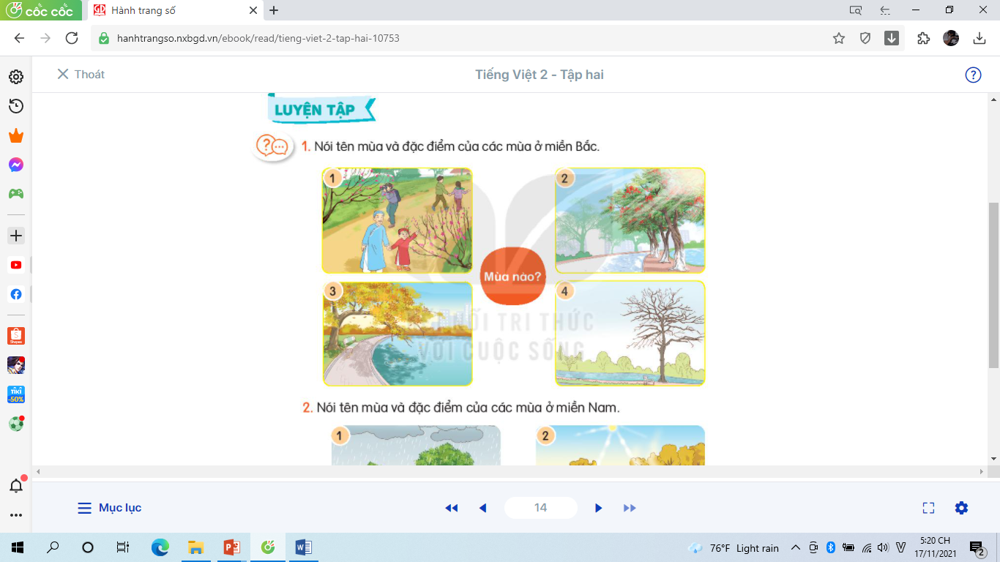 cốc cốc
Hành trang số
hanhtrangso.nxbgd.vn/ebook/read/tieng-viet-2-tap-hai-10753
Thoát
Tiếng Việt 2 - Tập hai
LUYỆN TẬP
1. Nói tên mùa và đặc điểm của các mùa ở miền Bắc.
1
2
Mùa nào?
3
4
NỐI TRI THỨC
VỚI CUỘC SỐNG
2. Nói tên mùa và đặc điểm của các mùa ở miền Nam.
1
2
Shopee
TIKI
-50%
Mục lục
14
76°F Light rain
5:20 CH
17/11/2021
2